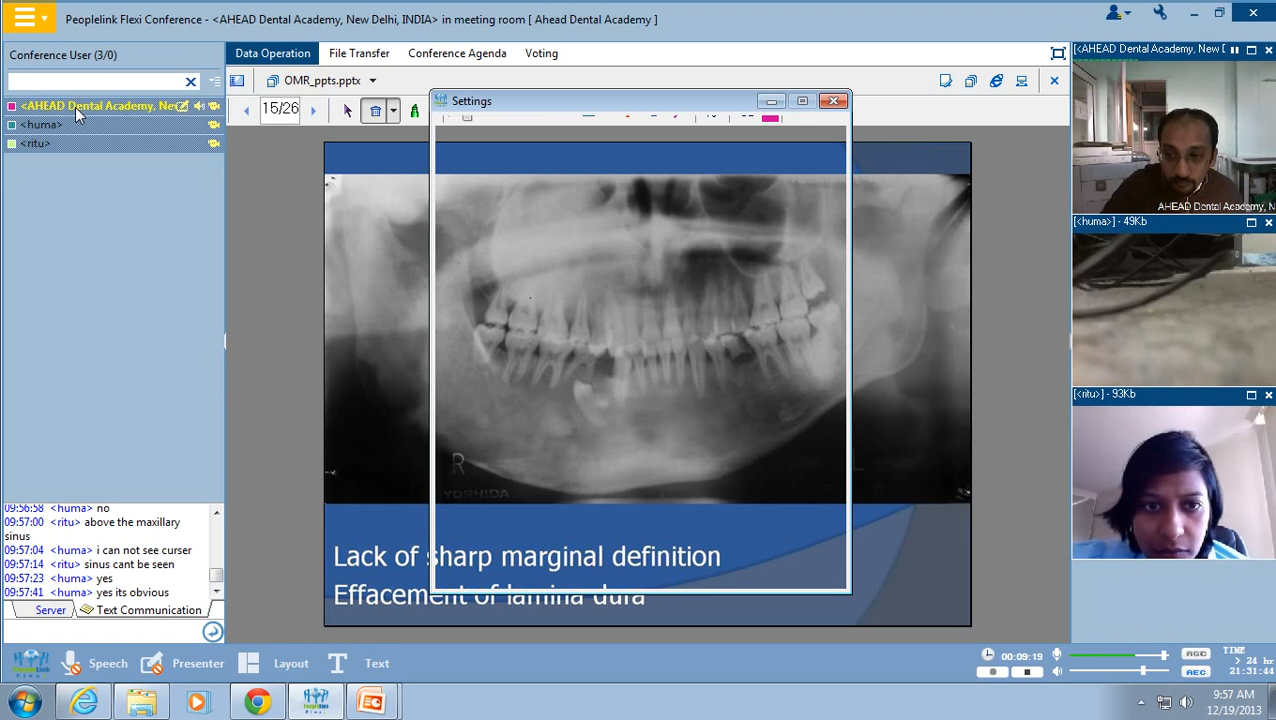 Peoplelink Flexi Conference - <AHEAD Dental Academy, New Delhi, INDIA> in meeting room [ Ahead Dental Academy ]
Conference User (3/0)
Data Operation
File Transfer
Conference Agenda
Voting
[<AHEAD Dental Academy, New D
OMR_ppts.pptx
<AHEAD Dental Academy, Ne
<huma>
<ritu>
15/26
Settings
AHEAD Dental Academy, N
[<huma>] - 49Kb
[<ritu>] - 93Kb
R
YOSHIDA
L
Lack of sharp marginal definition
Effacement of lamina dura
09:56:58 <huma> no
09:57:00 <ritu> above the maxillary
sinus
09:57:04 <huma> i can not see curser
09:57:14 <ritu> sinus cant be seen
09:57:23 <huma> yes
09:57:41 <huma> yes its obvious
Server
Text Communication
Speech
Presenter
Layout
Text
00:09:19
AGC
AEC
TIME
> 24 hr
21:31:44
9:57 AM
12/19/2013